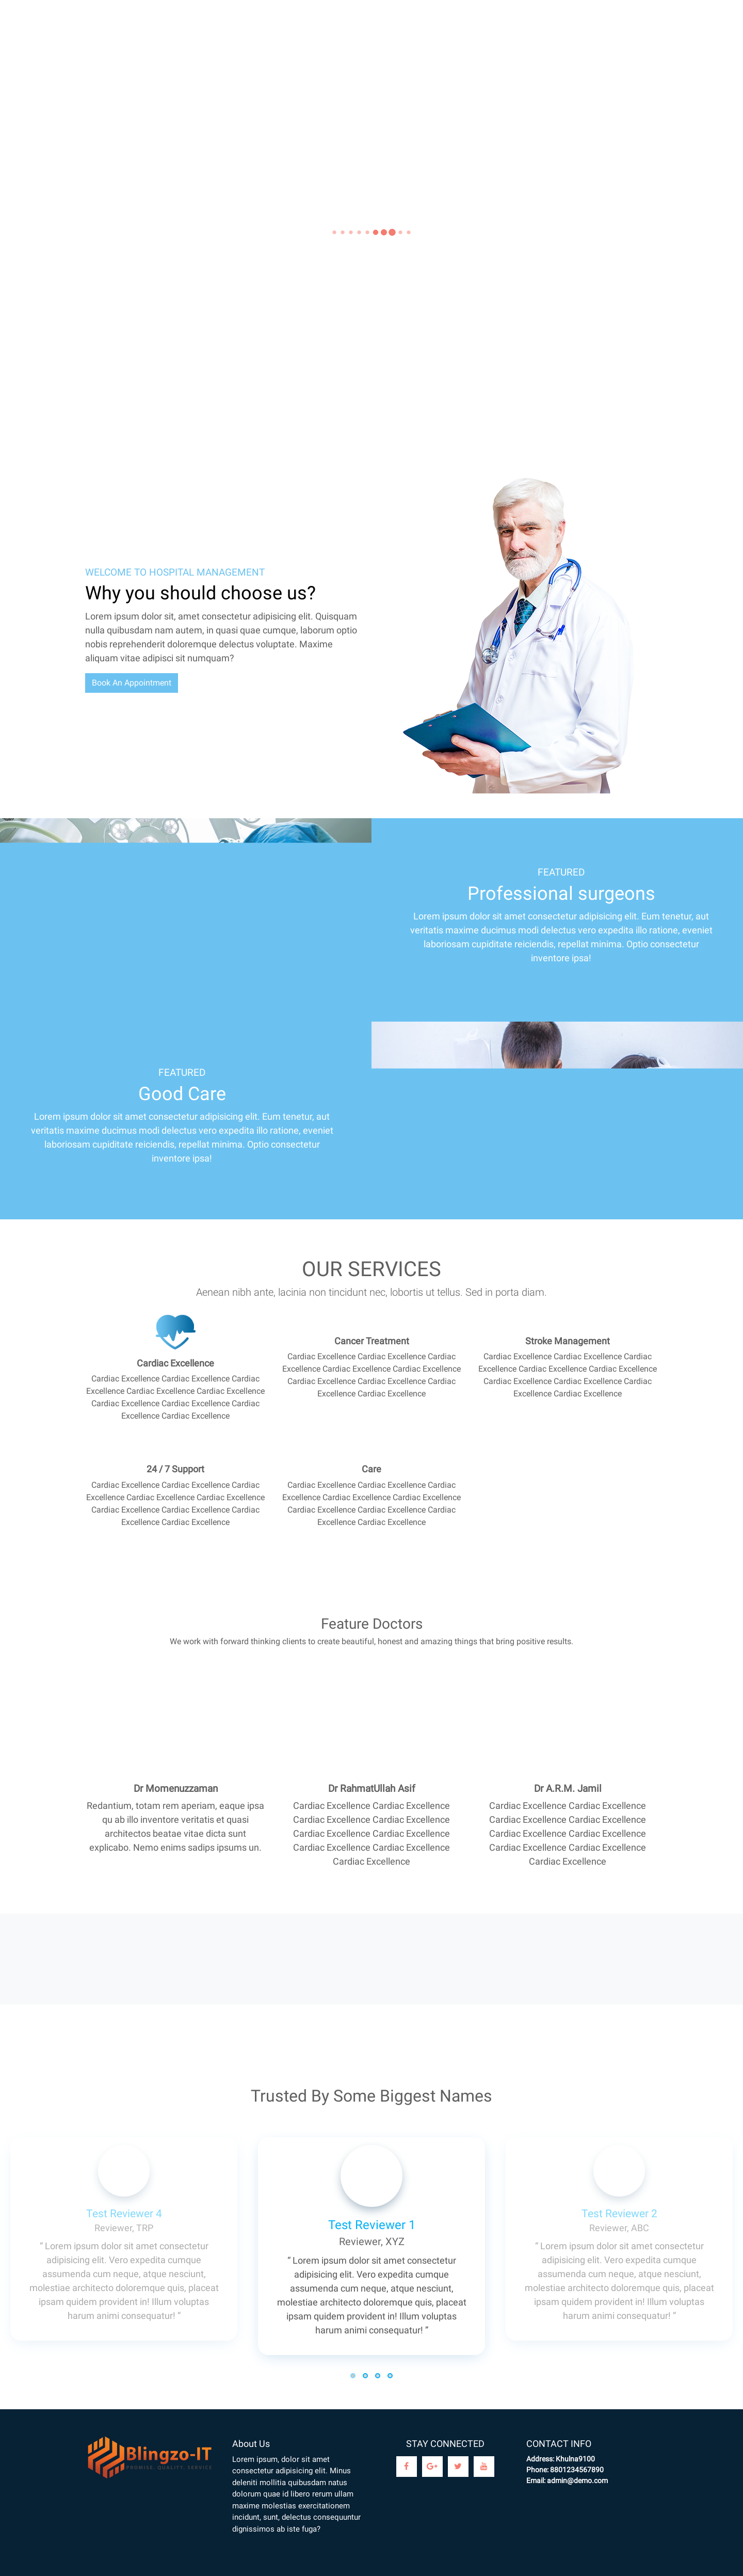 WELCOME TO HOSPITAL MANAGEMENT
Why you should choose us?
Lorem ipsum dolor sit, amet consectetur adipisicing elit. Quisquam
nulla quibusdam nam autem, in quasi quae cumque, laborum optio
nobis reprehenderit doloremque delectus voluptate. Maxime
aliquam vitae adipisci sit numquam?
Book An Appointment
FEATURED
Professional surgeons
Lorem ipsum dolor sit amet consectetur adipisicing elit. Eum tenetur, aut
veritatis maxime ducimus modi delectus vero expedita illo ratione, eveniet
laboriosam cupiditate reiciendis, repellat minima. Optio consectetur
inventore ipsa!
FEATURED
Good Care
Lorem ipsum dolor sit amet consectetur adipisicing elit. Eum tenetur, aut
veritatis maxime ducimus modi delectus vero expedita illo ratione, eveniet
laboriosam cupiditate reiciendis, repellat minima. Optio consectetur
inventore ipsa!
OUR SERVICES
Aenean nibh ante, lacinia non tincidunt nec, lobortis ut tellus. Sed in porta diam.
Cardiac Excellence
Cardiac Excellence Cardiac Excellence Cardiac
Excellence Cardiac Excellence Cardiac Excellence
Cardiac Excellence Cardiac Excellence Cardiac
Excellence Cardiac Excellence
Cancer Treatment
Cardiac Excellence Cardiac Excellence Cardiac
Excellence Cardiac Excellence Cardiac Excellence
Cardiac Excellence Cardiac Excellence Cardiac
Excellence Cardiac Excellence
Stroke Management
Cardiac Excellence Cardiac Excellence Cardiac
Excellence Cardiac Excellence Cardiac Excellence
Cardiac Excellence Cardiac Excellence Cardiac
Excellence Cardiac Excellence
24 / 7 Support
Cardiac Excellence Cardiac Excellence Cardiac
Excellence Cardiac Excellence Cardiac Excellence
Cardiac Excellence Cardiac Excellence Cardiac
Excellence Cardiac Excellence
Care
Cardiac Excellence Cardiac Excellence Cardiac
Excellence Cardiac Excellence Cardiac Excellence
Cardiac Excellence Cardiac Excellence Cardiac
Excellence Cardiac Excellence
Feature Doctors
We work with forward thinking clients to create beautiful, honest and amazing things that bring positive results.
Dr Momenuzzaman
Redantium, totam rem aperiam, eaque ipsa
qu ab illo inventore veritatis et quasi
architectos beatae vitae dicta sunt
explicabo. Nemo enims sadips ipsums un.
Dr RahmatUllah Asif
Cardiac Excellence Cardiac Excellence
Cardiac Excellence Cardiac Excellence
Cardiac Excellence Cardiac Excellence
Cardiac Excellence Cardiac Excellence
Cardiac Excellence
Dr A.R.M. Jamil
Cardiac Excellence Cardiac Excellence
Cardiac Excellence Cardiac Excellence
Cardiac Excellence Cardiac Excellence
Cardiac Excellence Cardiac Excellence
Cardiac Excellence
Trusted By Some Biggest Names
Test Reviewer 4
Reviewer, TRP
“ Lorem ipsum dolor sit amet consectetur
adipisicing elit. Vero expedita cumque
assumenda cum neque, atque nesciunt,
molestiae architecto doloremque quis, placeat
ipsam quidem provident in! Illum voluptas
harum animi consequatur! ”
Test Reviewer 1
Reviewer, XYZ
“ Lorem ipsum dolor sit amet consectetur
adipisicing elit. Vero expedita cumque
assumenda cum neque, atque nesciunt,
molestiae architecto doloremque quis, placeat
ipsam quidem provident in! Illum voluptas
harum animi consequatur! ”
Test Reviewer 2
Reviewer, ABC
“ Lorem ipsum dolor sit amet consectetur
adipisicing elit. Vero expedita cumque
assumenda cum neque, atque nesciunt,
molestiae architecto doloremque quis, placeat
ipsam quidem provident in! Illum voluptas
harum animi consequatur! ”
Blingzo-IT
PROMISE, QUALITY, SERVICE
About Us
Lorem ipsum, dolor sit amet
consectetur adipisicing elit. Minus
deleniti mollitia quibusdam natus
dolorum quae id libero rerum ullam
maxime molestias exercitationem
incidunt, sunt, delectus consequuntur
dignissimos ab iste fuga?
STAY CONNECTED
CONTACT INFO
Address: Khulna9100
Phone: 8801234567890
Email: admin@demo.com